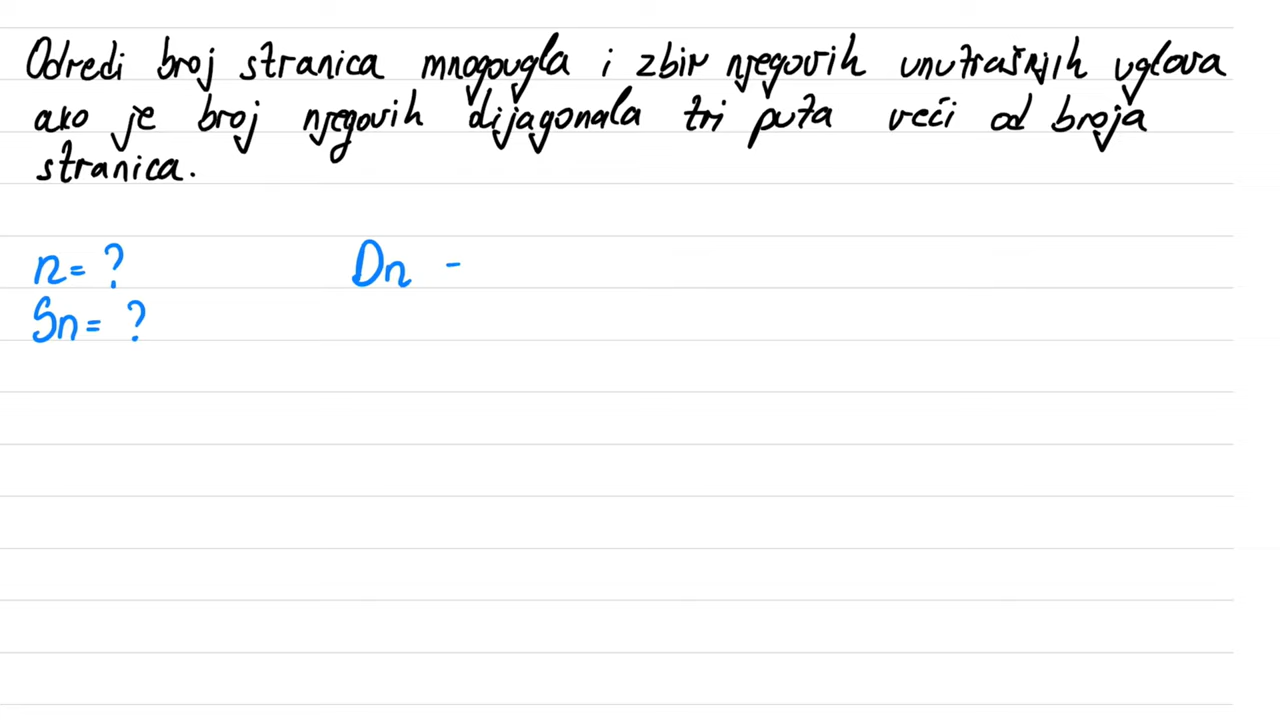 Odredi broj stranica mnogougla i zbir njegovih unutrašnjih uglova
ako je broj njegovih dijagonala tri puta veći od broja
stranica.
n = ? Dn -
Sn = ?